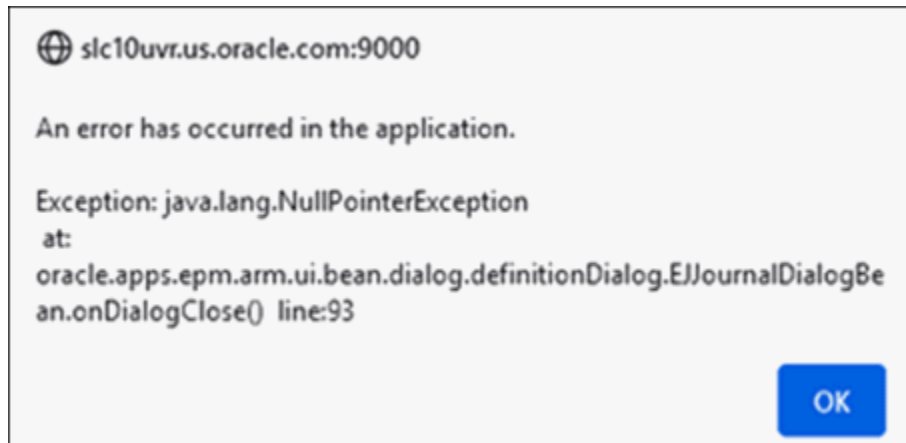 slc10uvr.us.oracle.com:9000
An error has occurred in the application.
Exception: java.lang.NullPointerException
at:
oracle.apps.epm.arm.ui.bean.dialog.definitionDialog.EJJournalDialogBe
an.onDialogClose() line:93
OK